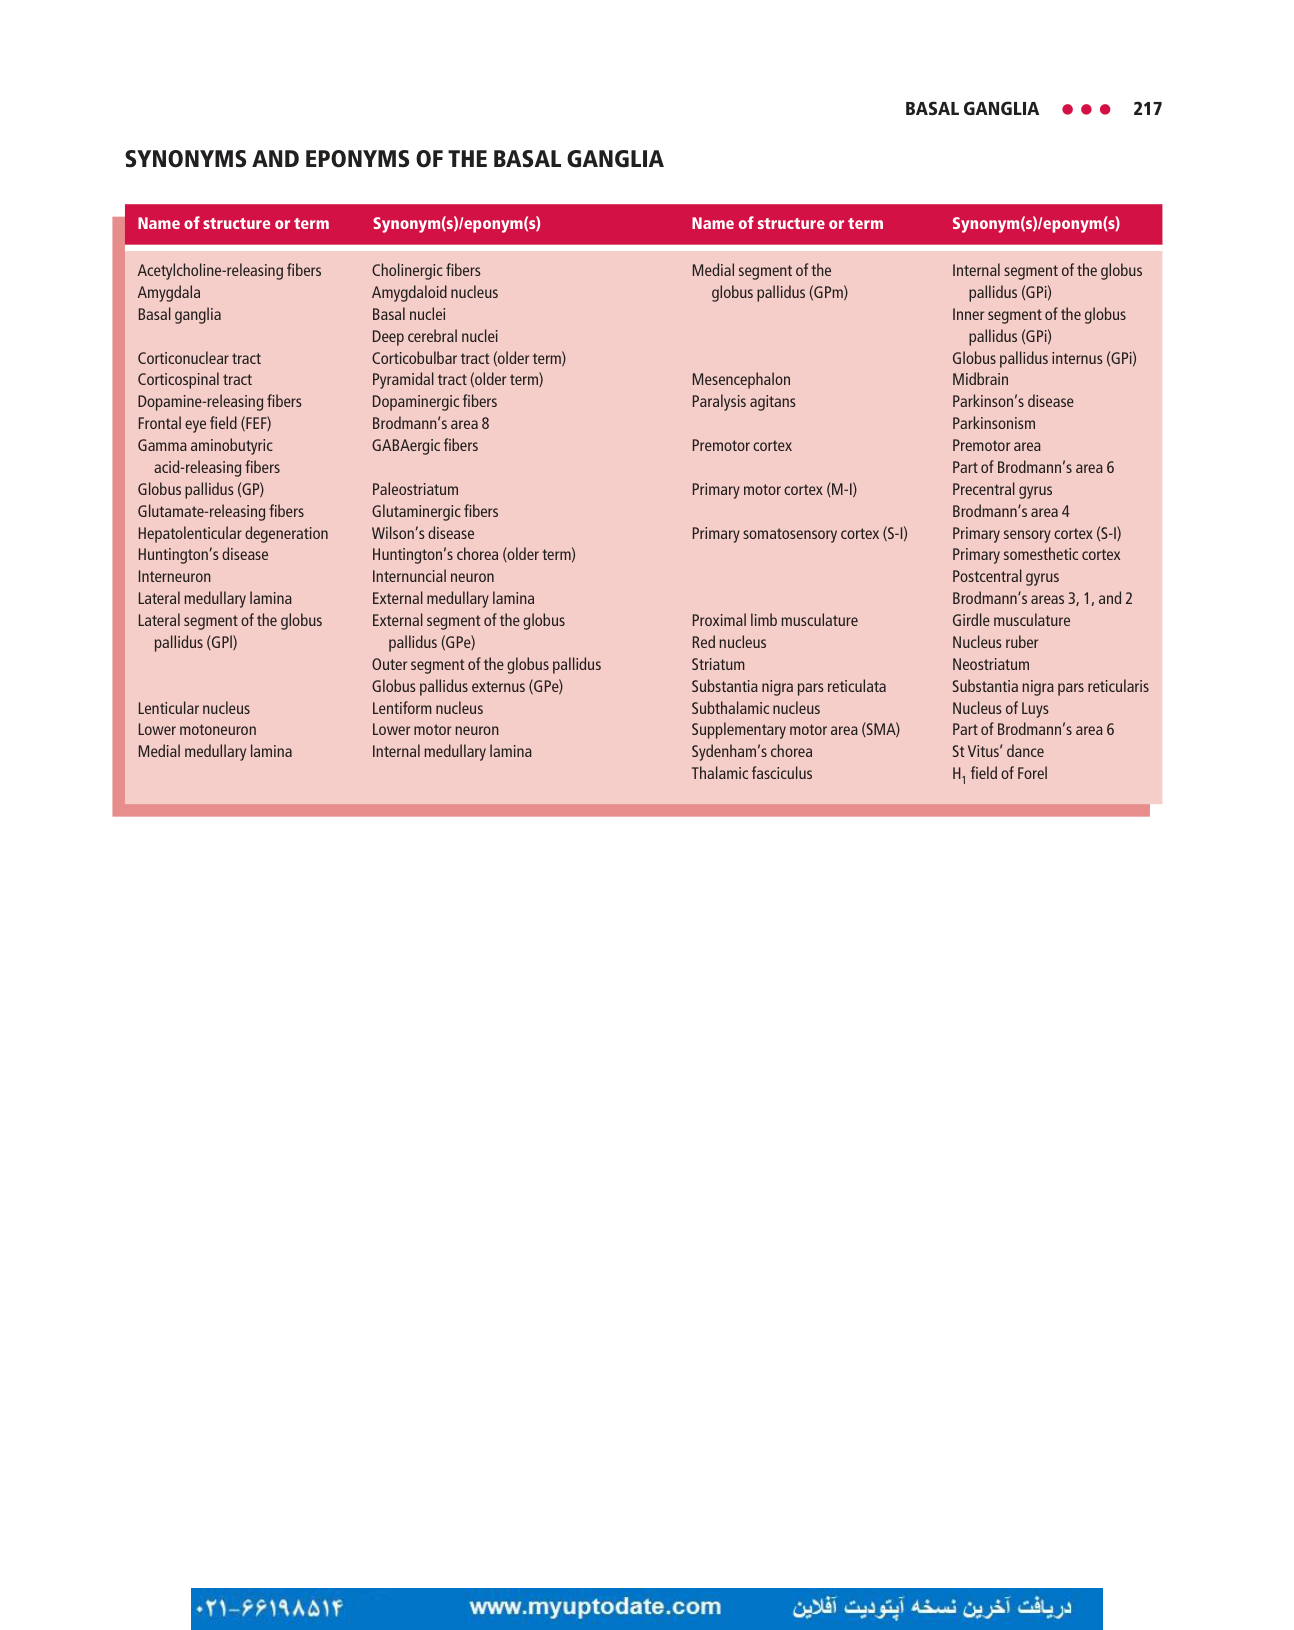 BASAL GANGLIA ● ● ● 217
SYNONYMS AND EPONYMS OF THE BASAL GANGLIA
Name of structure or term Synonym(s)/eponym(s) Name of structure or term Synonym(s)/eponym(s)
Acetylcholine-releasing fibers Cholinergic fibers Medial segment of the Internal segment of the globus
Amygdala Amygdaloid nucleus globus pallidus (GPm) pallidus (GPi)
Basal ganglia Basal nuclei Inner segment of the globus
Deep cerebral nuclei pallidus (GPi)
Corticonuclear tract Corticobulbar tract (older term) Globus pallidus internus (GPi)
Corticospinal tract Pyramidal tract (older term) Mesencephalon Midbrain
Dopamine-releasing fibers Dopaminergic fibers Paralysis agitans Parkinson's disease
Frontal eye field (FEF) Brodmann's area 8 Parkinsonism
Gamma aminobutyric GABAergic fibers Premotor cortex Premotor area
acid-releasing fibers Part of Brodmann's area 6
Globus pallidus (GP) Paleostriatum Primary motor cortex (M-I) Precentral gyrus
Glutamate-releasing fibers Glutaminergic fibers Brodmann's area 4
Hepatolenticular degeneration Wilson's disease Primary somatosensory cortex (S-I) Primary sensory cortex (S-I)
Huntington's disease Huntington's chorea (older term) Primary somesthetic cortex
Interneuron Internuncial neuron Postcentral gyrus
Lateral medullary lamina External medullary lamina Brodmann's areas 3, 1, and 2
Lateral segment of the globus External segment of the globus Proximal limb musculature Girdle musculature
pallidus (GPl) pallidus (GPe) Red nucleus Nucleus ruber
Outer segment of the globus pallidus Striatum Neostriatum
Globus pallidus externus (GPe) Substantia nigra pars reticulata Substantia nigra pars reticularis
Lenticular nucleus Lentiform nucleus Subthalamic nucleus Nucleus of Luys
Lower motoneuron Lower motor neuron Supplementary motor area (SMA) Part of Brodmann's area 6
Medial medullary lamina Internal medullary lamina Sydenham's chorea St Vitus' dance
Thalamic fasciculus H1 field of Forel
۰۲۱-۶۶۱۹۸۵۱۴ www.myuptodate.com دریافت آخرین نسخه آپتودیت آفلاین